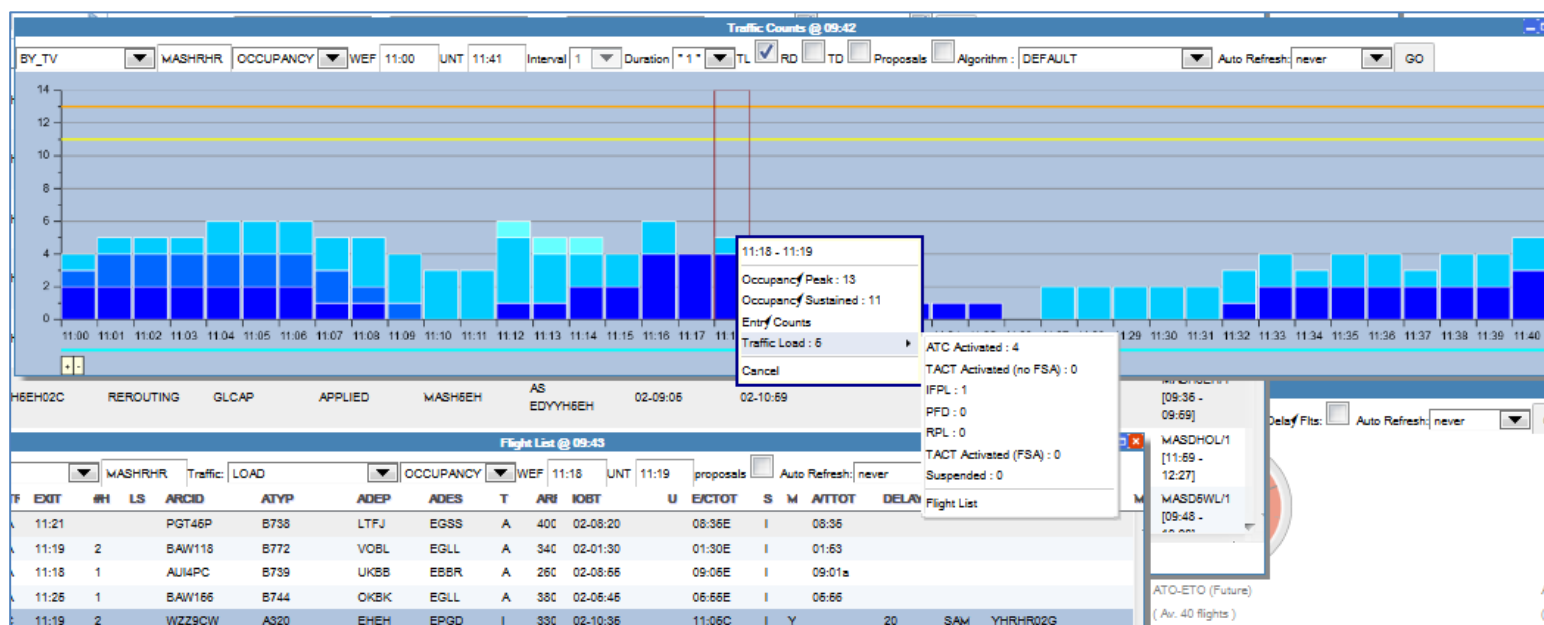 Traffic Counts @ 09:42
BY_TV MASHRHR OCCUPANCY WEF 11:00 UNT 11:41 Interval 1 Duration "1" TL RD TD Proposals Algorithm : DEFAULT Auto Refresh: never GO
14
12
10
8
6
4
2
0
11:00 11:01 11:02 11:03 11:04 11:05 11:06 11:07 11:08 11:09 11:10 11:11 11:12 11:13 11:14 11:15 11:16 11:17 11:29 11:30 11:31 11:32 11:33 11:34 11:35 11:36 11:37 11:38 11:39 11:40
+ -
11:18 - 11:19
Occupancy Peak : 13
Occupancy Sustained : 11
Entry Counts
Traffic Load : 5
Cancel
ATC Activated : 4
TACT Activated (no FSA) : 0
IFPL : 1
PFD : 0
RPL : 0
TACT Activated (FSA) : 0
Suspended : 0
Flight List
REROUTING GLCAP APPLIED MASH5EH AS EDYYH5EH 02-09:05 02-10:59
[09:35 -
09:59]
MASDHOL/1
[11:59 -
12:27]
MASD5WL/1
[09:48 -
Delay Flts: Auto Refresh: never
Flight List @ 09:43
MASHRHR Traffic: LOAD OCCUPANCY WEF 11:18 UNT 11:19 proposals Auto Refresh: never
EXIT #H LS ARCID ATYP ADEP ADES T IOBT U E/CTOT S M A/TTOT DELAY
11:21 PGT45P B738 LTFJ EGSS A 400 02-08:20 08:35E I 08:35
11:19 2 BAW118 B772 VOBL EGLL A 340 02-01:30 01:30E I 01:53
11:18 1 AUI4PC B739 UKBB EBBR A 260 02-08:55 09:05E I 09:01a
11:25 1 BAW156 B744 OKBK EGLL A 380 02-05:45 05:55E I 05:56
11:19 2 WZZ9CW A320 EHEH EPGD I 330 02-10:35 11:05C I Y 20 SAM YHRHR02G
ATO-ETO (Future)
( Av. 40 flights )